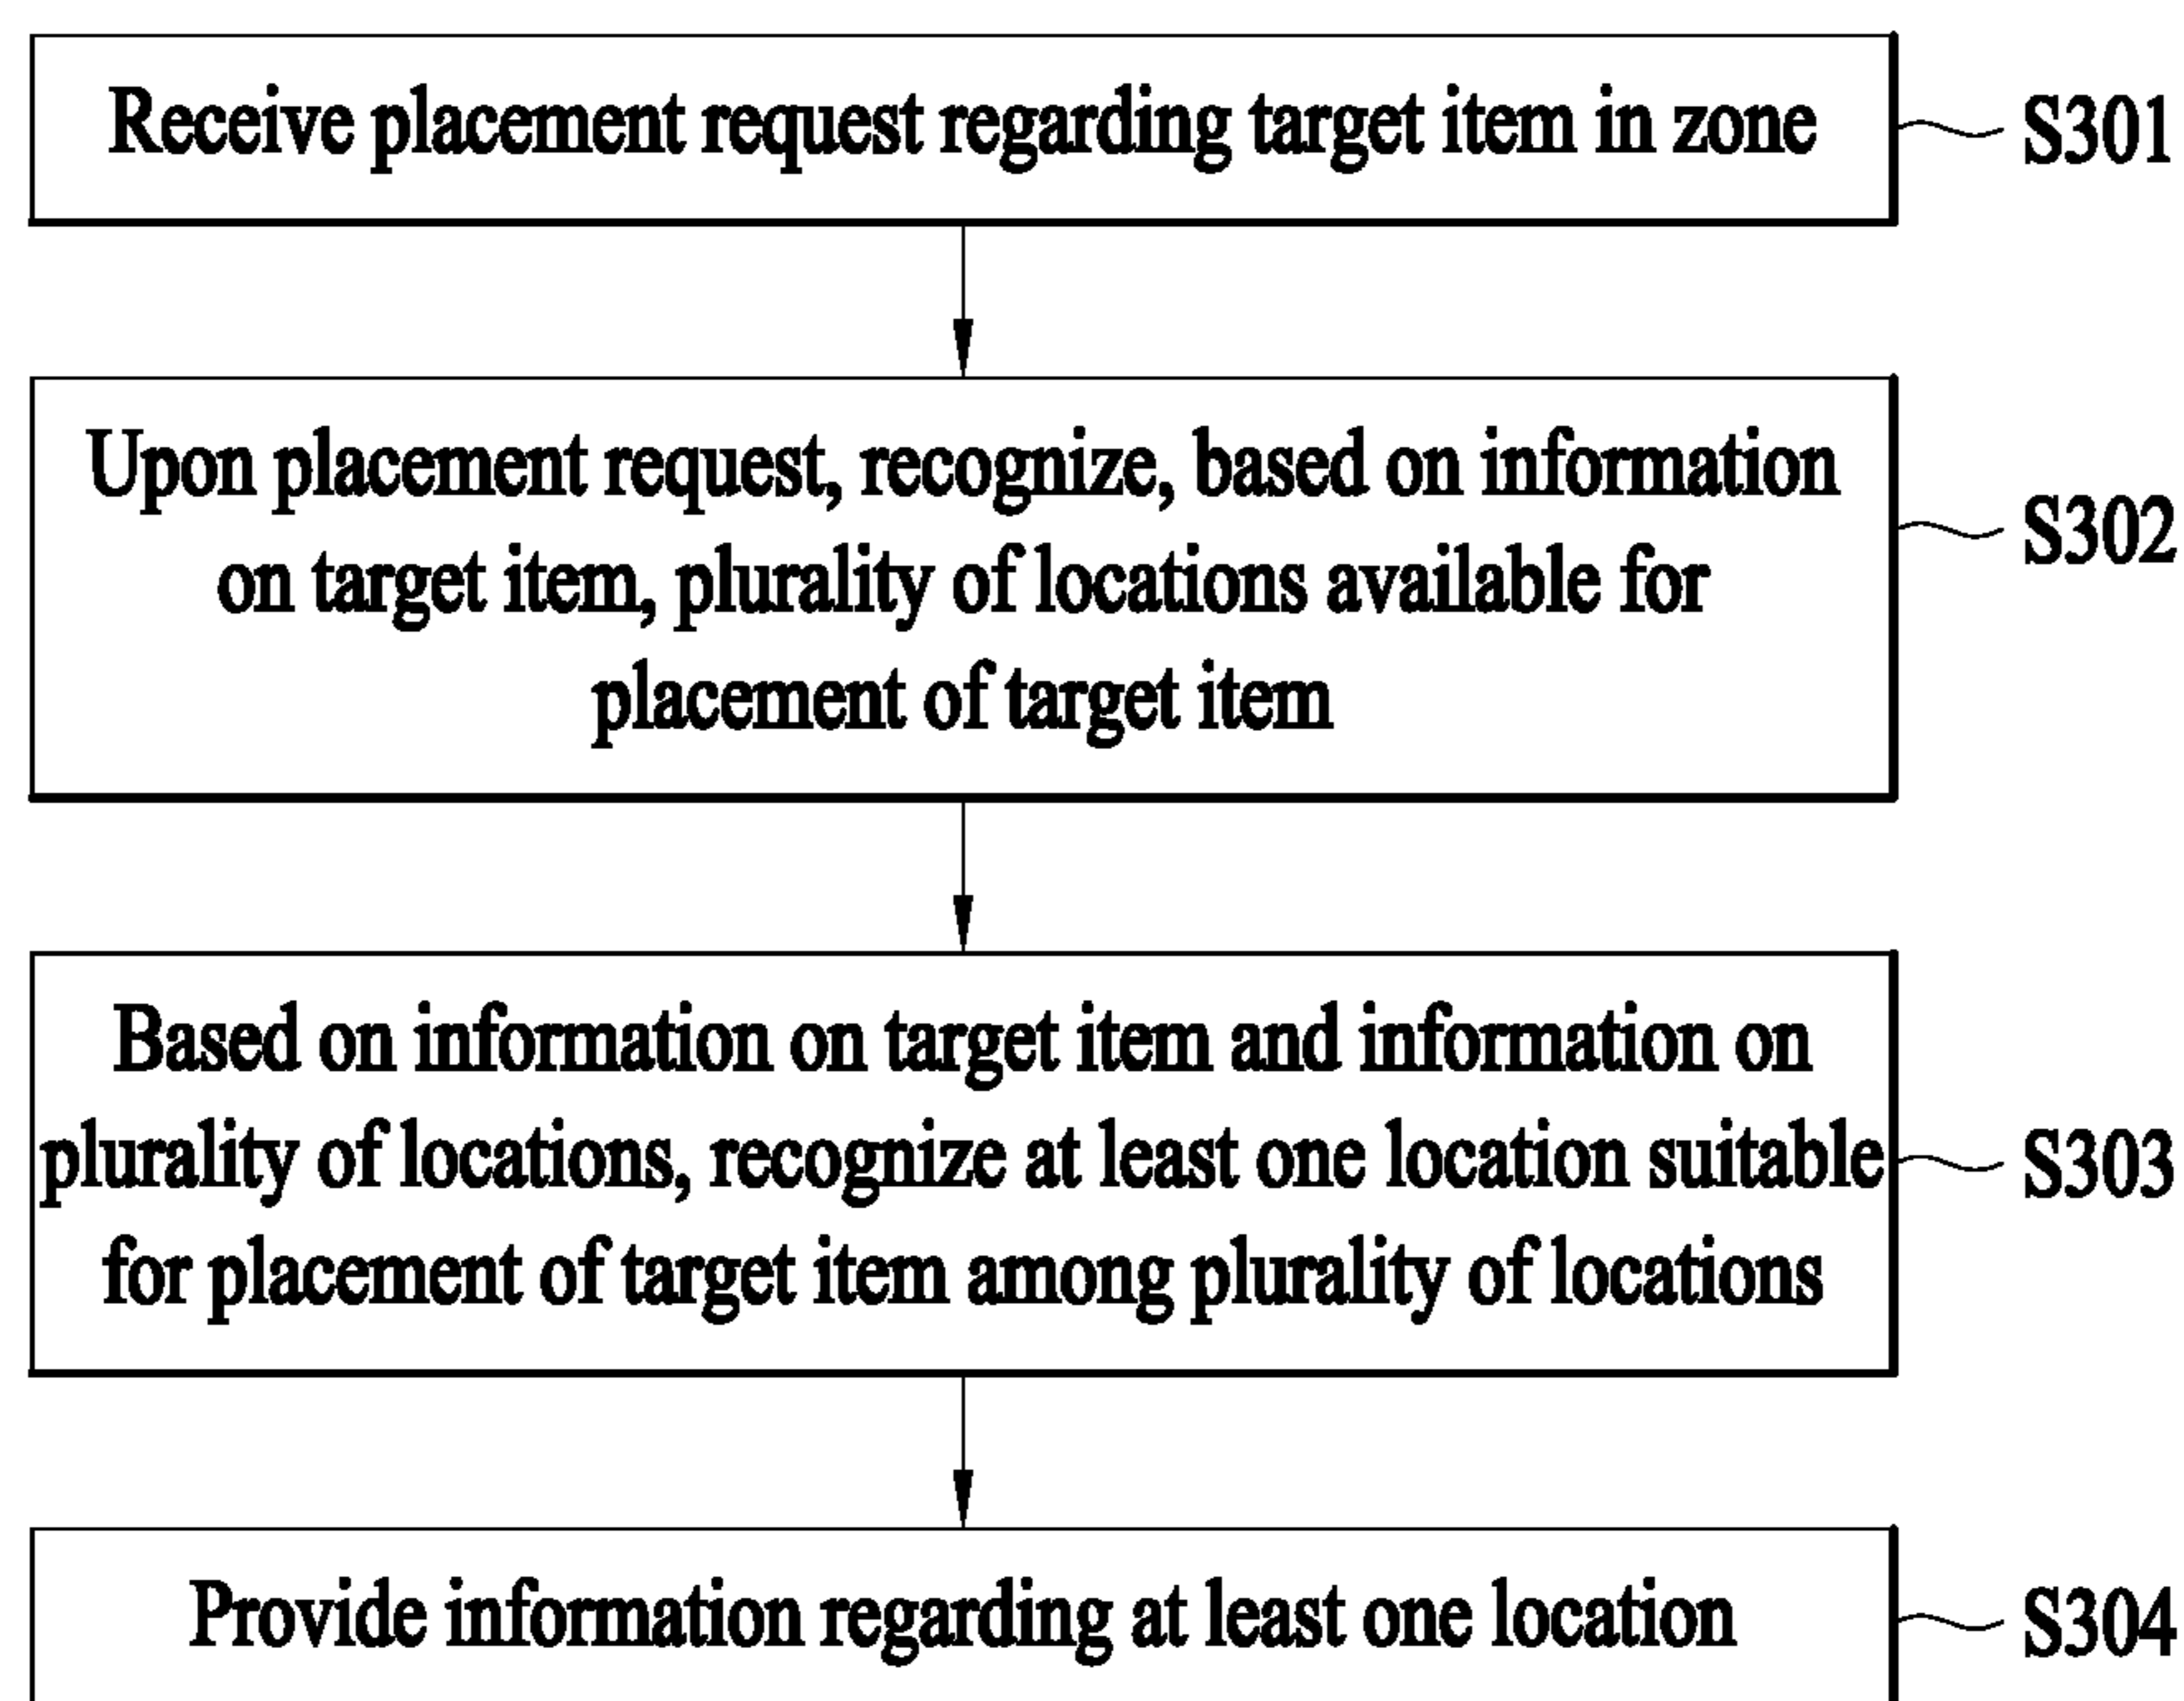 Receive placement request regarding target item in zone
S301
Upon placement request, recognize, based on information
on target item, plurality of locations available for
placement of target item
S302
Based on information on target item and information on
plurality of locations, recognize at least one location suitable
for placement of target item among plurality of locations
S303
Provide information regarding at least one location
S304